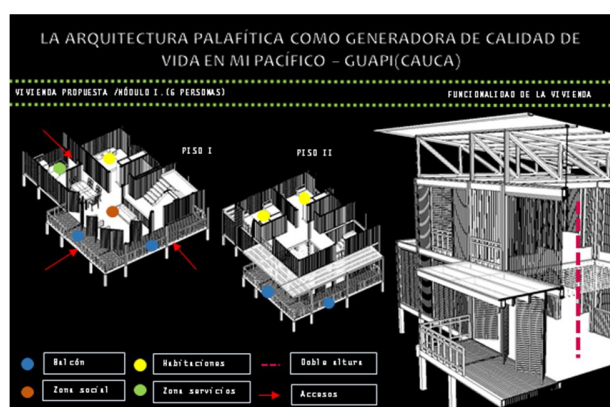 LA ARQUITECTURA PALAFÍTICA COMO GENERADORA DE CALIDAD DE
VIDA EN MI PACÍFICO – GUAPI(CAUCA)
VIVIENDA PROPUESTA /MÓDULO I.(6 PERSONAS)
FUNCIONALIDAD DE LA VIVIENDA
PISO I
PISO II
Balcón
Habitaciones
Doble altura
Zona social
Zona servicios
Accesos